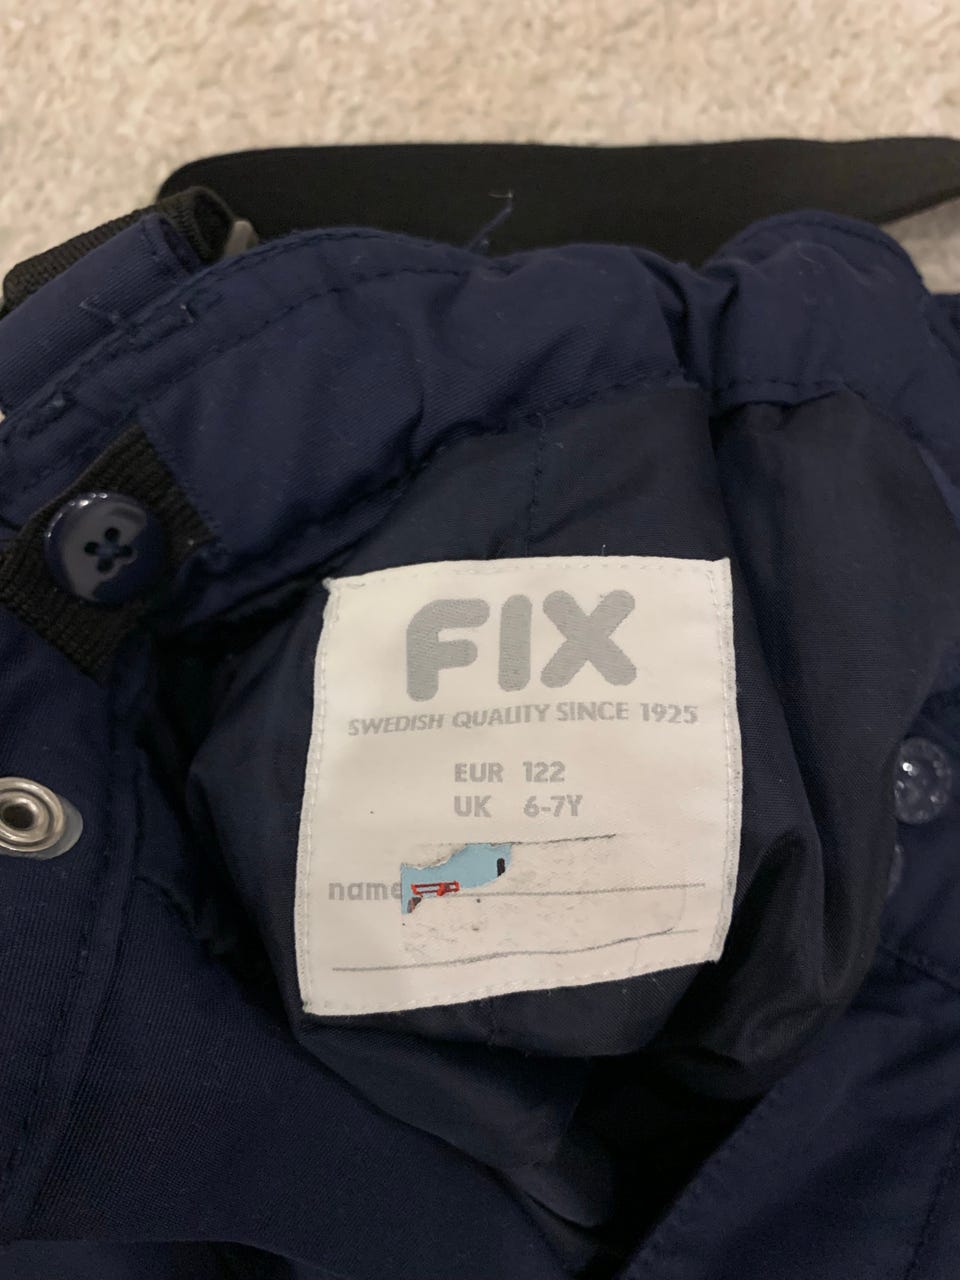 FIX
SWEDISH QUALITY SINCE 1925
EUR 122
UK 6-7Y
name